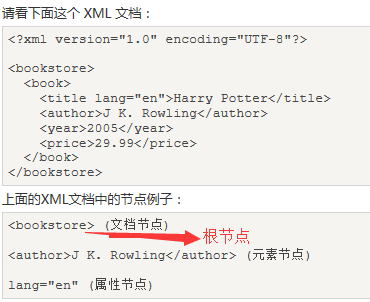 请看下面这个 XML 文档：
<?xml version="1.0" encoding="UTF-8"?>
<bookstore>
<book>
<title lang="en">Harry Potter</title>
<author>J K. Rowling</author>
<year>2005</year>
<price>29.99</price>
</book>
</bookstore>
上面的XML文档中的节点例子：
<bookstore> (文档节点)
根节点
<author>J K. Rowling</author> (元素节点)
lang="en" (属性节点)